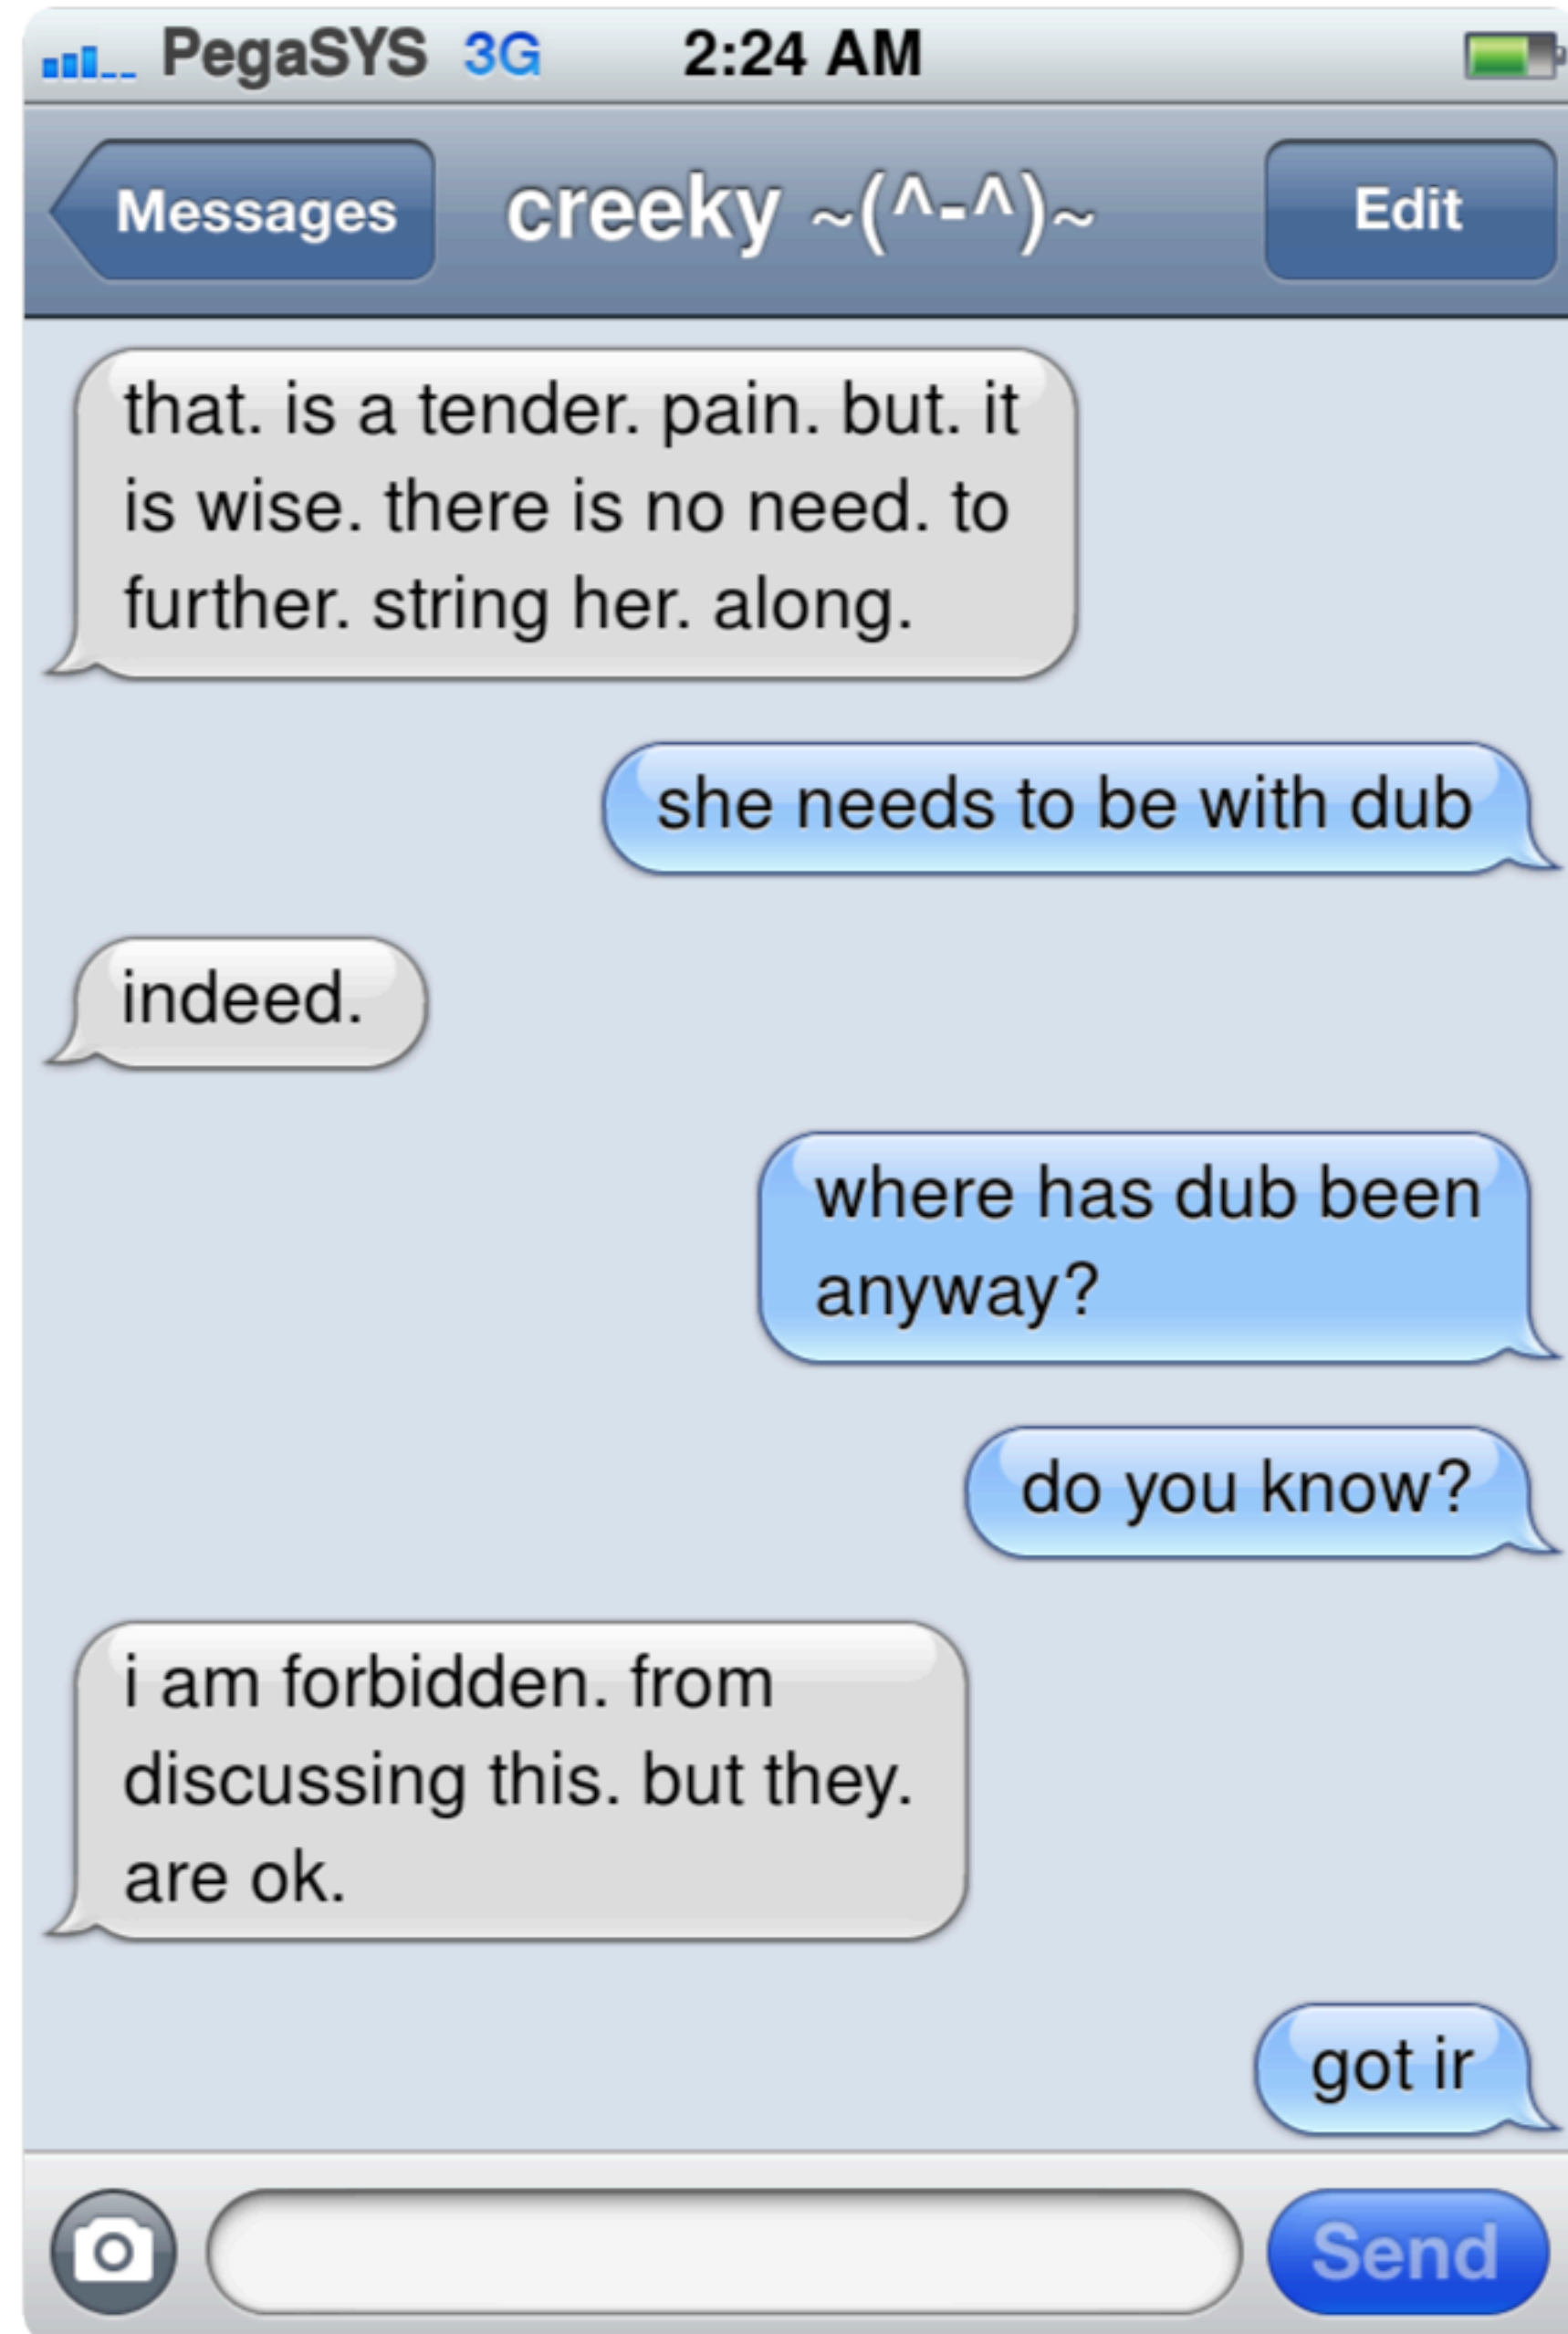 PegaSYS 3G 2:24 AM
Messages creeky ~(^-^)~ Edit
that. is a tender. pain. but. it
is wise. there is no need. to
further. string her. along.
she needs to be with dub
indeed.
where has dub been
anyway?
do you know?
i am forbidden. from
discussing this. but they.
are ok.
got ir
Send